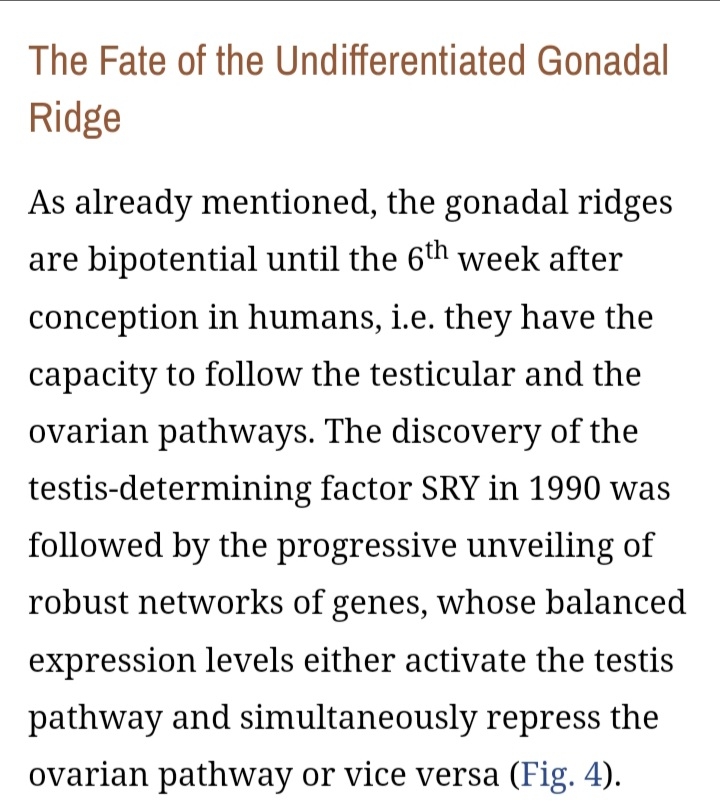 The Fate of the Undifferentiated Gonadal
Ridge
As already mentioned, the gonadal ridges
are bipotential until the 6th week after
conception in humans, i.e. they have the
capacity to follow the testicular and the
ovarian pathways. The discovery of the
testis-determining factor SRY in 1990 was
followed by the progressive unveiling of
robust networks of genes, whose balanced
expression levels either activate the testis
pathway and simultaneously repress the
ovarian pathway or vice versa (Fig. 4).